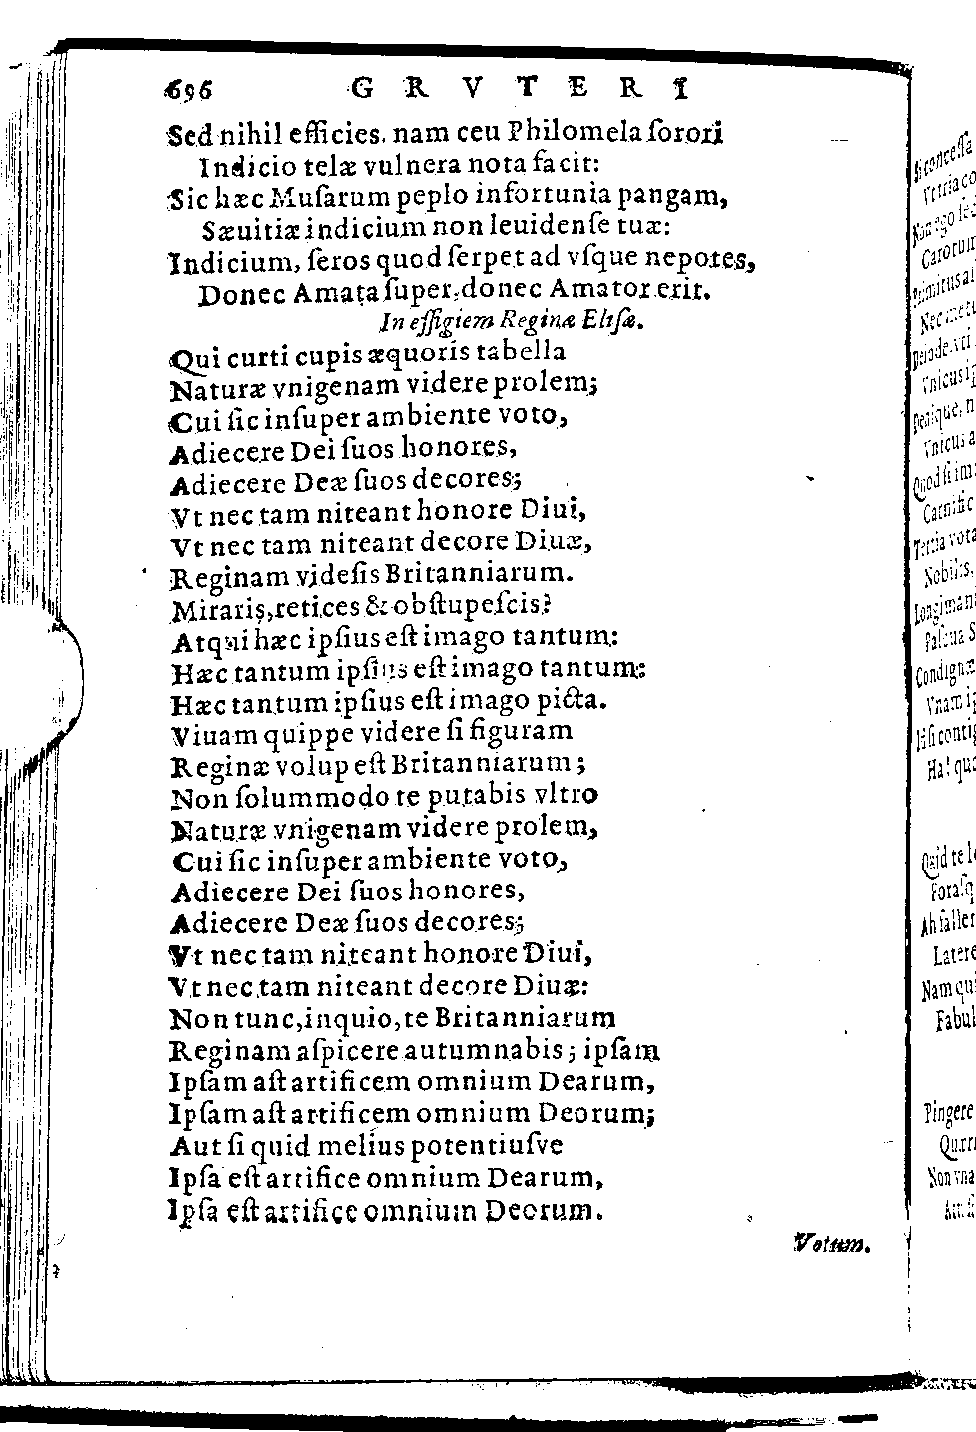 696 GRVTERI
Sed nihil efficies. nam ceu Philomela ſorori
Indicio telæ vulnera nota facit:
Sic hæc Muſarum peplo infortunia pangam,
Sæuitiæ indicium non leuidenſe tuæ:
Indicium, ſeros quod ſerpet ad vſque nepotes,
Donec Amata ſuper, donec Amator erit.
In effigiem Reginæ Eliſæ.
Qui curti cupis æquoris tabella
Naturæ vnigenam videre prolem;
Cui ſic inſuper ambiente voto,
Adiecere Dei ſuos honores,
Adiecere Deæ ſuos decores;
Vt nec tam niteant honore Diui,
Vt nec tam niteant decore Diuæ,
Reginam videſis Britanniarum.
Miraris, retices & obſtupeſcis?
Atqui hæc ipſius eſt imago tantum:
Hæc tantum ipſius eſt imago tantum:
Hæc tantum ipſius eſt imago picta.
Viuam quippe videre ſi figuram
Reginæ volup eſt Britanniarum;
Non ſolummodo te putabis vltro
Naturæ vnigenam videre prolem,
Cui ſic inſuper ambiente voto,
Adiecere Dei ſuos honores,
Adiecere Deæ ſuos decores;
Vt nec tam niteant honore Diui,
Vt nec tam niteant decore Diuæ:
Non tunc, inquio, te Britanniarum
Reginam aſpicere autumnabis; ipſam
Ipſam aſt artificem omnium Dearum,
Ipſam aſt artificem omnium Deorum;
Aut ſi quid melius potentiuſve
Ipſa eſt artifice omnium Dearum,
Ipſa eſt artifice omnium Deorum.
Votum.